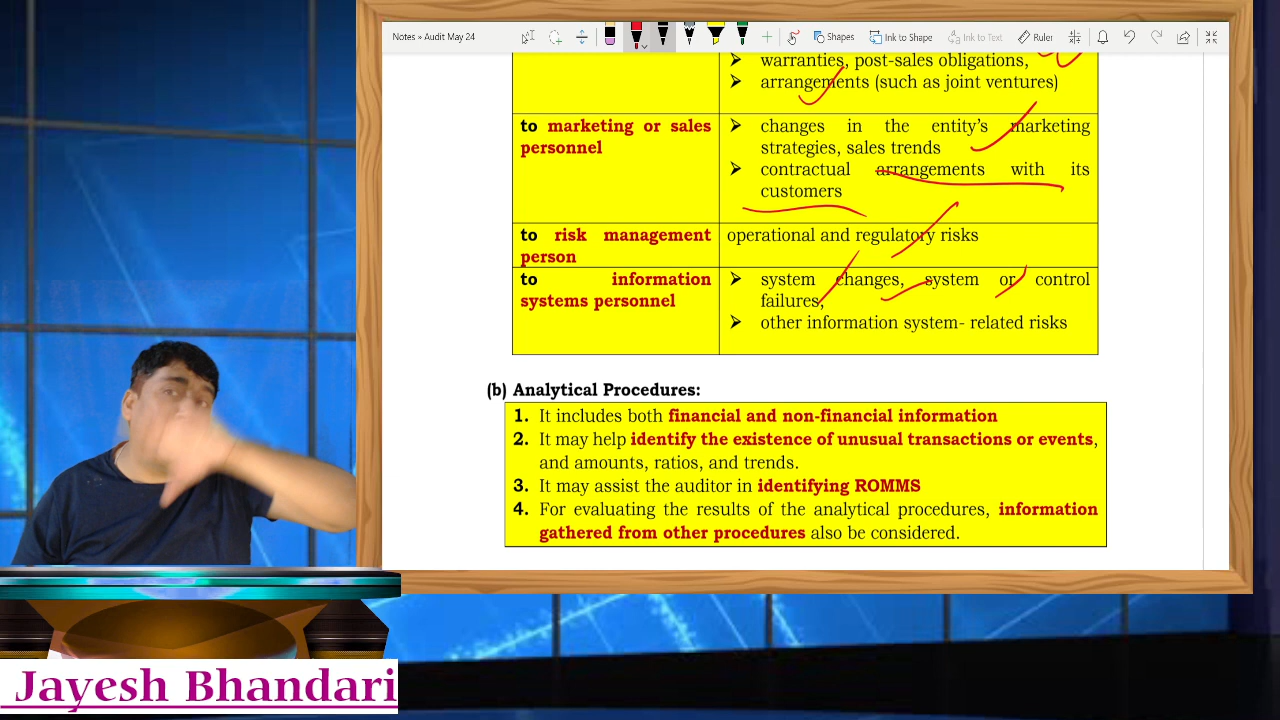 Notes » Audit May 24
Shapes
Ink to Shape
Ink to Text
Ruler
warranties, post-sales obligations,
arrangements (such as joint ventures)
to marketing or sales personnel
changes in the entity's marketing
strategies, sales trends
contractual arrangements with its
customers
to risk management
person
operational and regulatory risks
to information
systems personnel
system changes, system or control
failures,
other information system- related risks
(b) Analytical Procedures:
1. It includes both financial and non-financial information
2. It may help identify the existence of unusual transactions or events,
and amounts, ratios, and trends.
3. It may assist the auditor in identifying ROMMS
4. For evaluating the results of the analytical procedures, information
gathered from other procedures also be considered.
Jayesh Bhandari